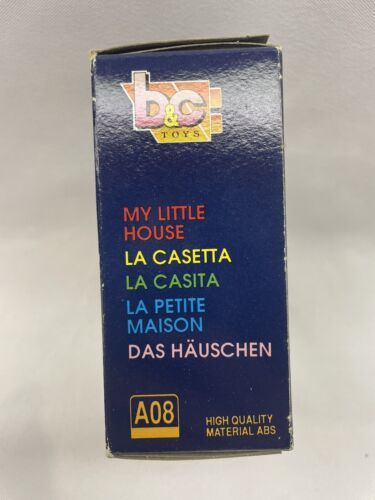 b&c
TOYS
MY LITTLE
HOUSE
LA CASETTA
LA CASITA
LA PETITE
MAISON
DAS HÄUSCHEN
A08
HIGH QUALITY
MATERIAL ABS